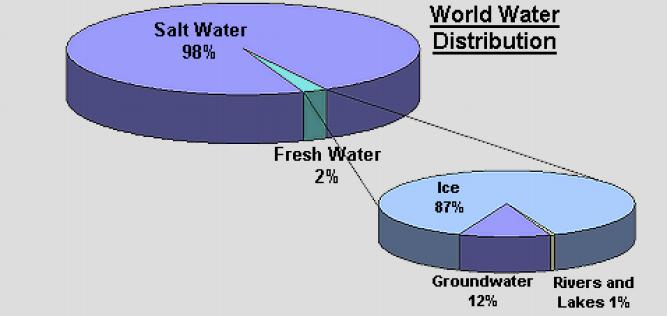 World Water
Distribution
Salt Water
98%
Fresh Water
2%
Ice
87%
Groundwater
12%
Rivers and
Lakes 1%